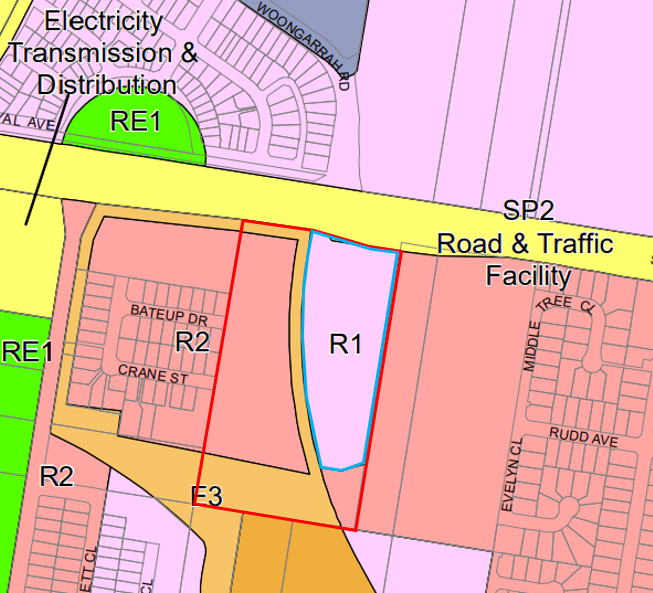 WOONGARRAH RD
Electricity
Transmission &
Distribution
RE1
YAL AVE
SP2
Road & Traffic
Facility
TREE CL
MIDDLE
BATEUP DR
R2
R1
RE1
CRANE ST
RUDD AVE
EVELYN CL
R2
E3
ETT CL
CL